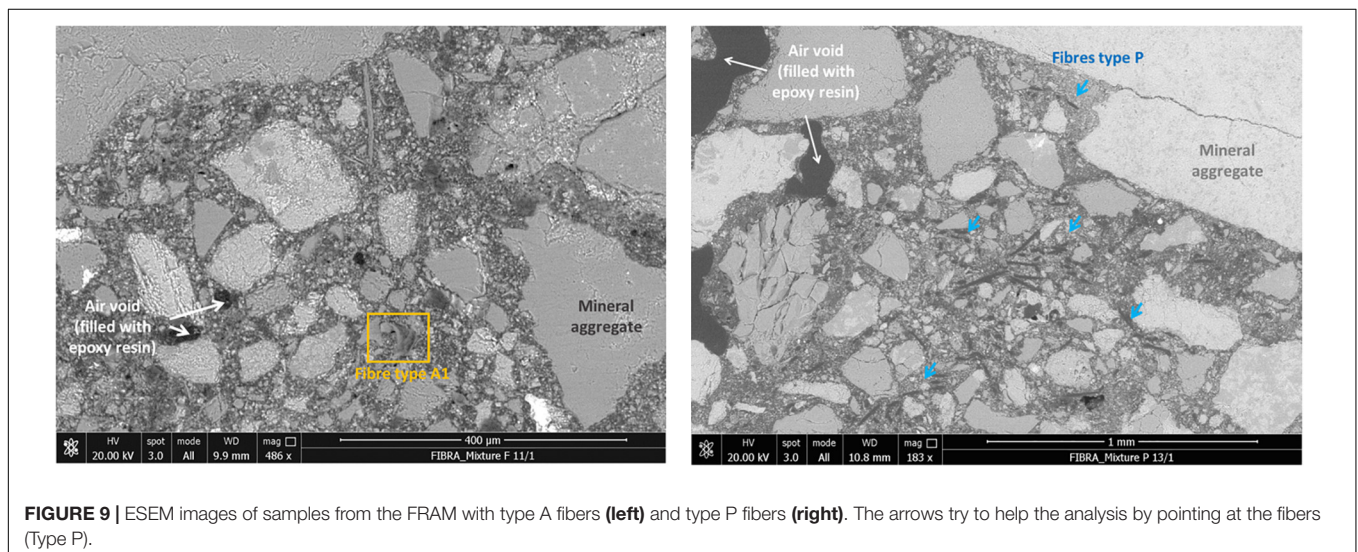 Air void
(filled with
epoxy resin)
Mineral
aggregate
Fibre type A1
HV
spot
mode
WD
mag
20.00 kV
3.0
All
9.9 mm
486 x
400 µm
FIBRA_Mixture F 11/1
Air void
(filled with
epoxy resin)
Fibres type P
Mineral
aggregate
HV
spot
mode
WD
mag
20.00 kV
3.0
All
10.8 mm
183 x
1 mm
FIBRA_Mixture P 13/1
FIGURE 9 | ESEM images of samples from the FRAM with type A fibers (left) and type P fibers (right). The arrows try to help the analysis by pointing at the fibers
(Type P).